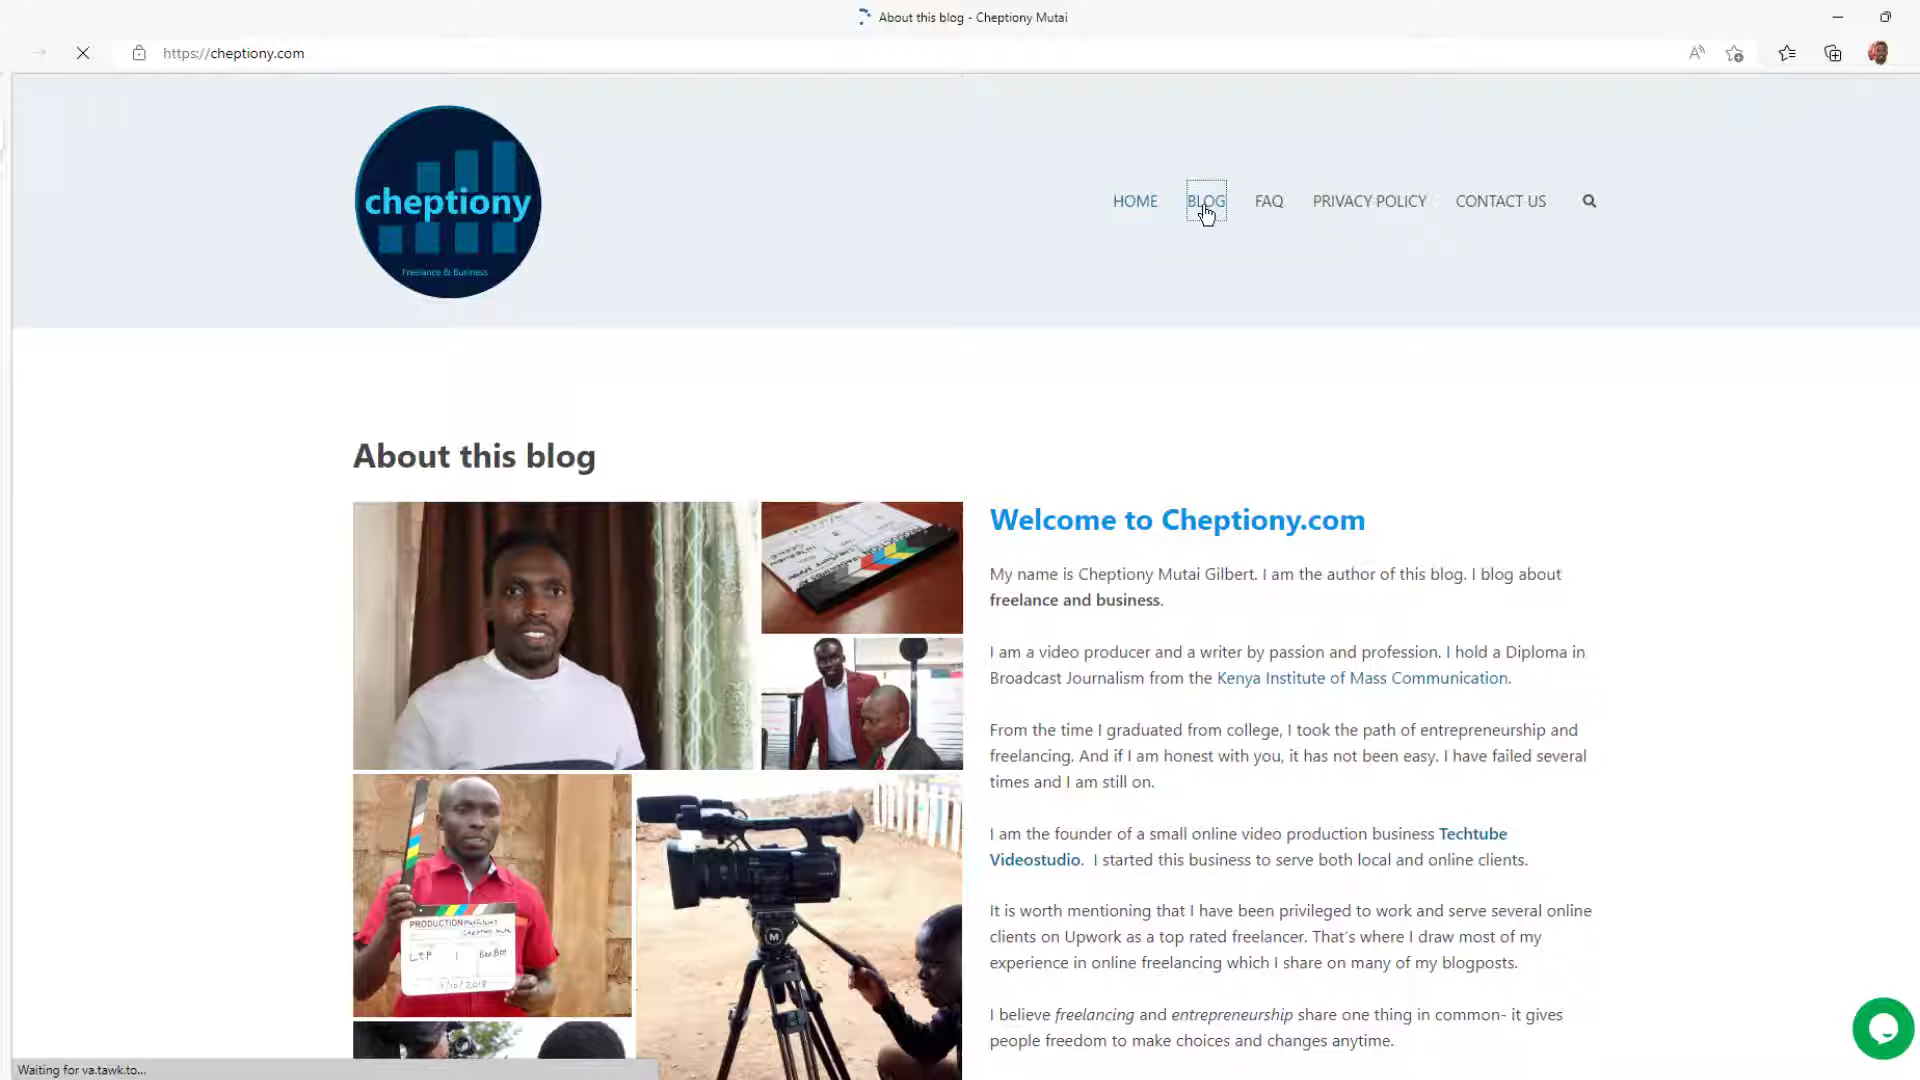 About this blog - Cheptiony Mutai
https://cheptiony.com
cheptiony
Freelance & Business
HOME
BLOG
FAQ
PRIVACY POLICY
CONTACT US
About this blog
Welcome to Cheptiony.com
My name is Cheptiony Mutai Gilbert. I am the author of this blog. I blog about
freelance and business.
I am a video producer and a writer by passion and profession. I hold a Diploma in
Broadcast Journalism from the Kenya Institute of Mass Communication.
From the time I graduated from college, I took the path of entrepreneurship and
freelancing. And if I am honest with you, it has not been easy. I have failed several
times and I am still on.
I am the founder of a small online video production business Techtube
Videostudio. I started this business to serve both local and online clients.
It is worth mentioning that I have been privileged to work and serve several online
clients on Upwork as a top rated freelancer. That's where I draw most of my
experience in online freelancing which I share on many of my blogposts.
I believe freelancing and entrepreneurship share one thing in common- it gives
people freedom to make choices and changes anytime.
PRODUCTION
Waiting for va.tawk.to...